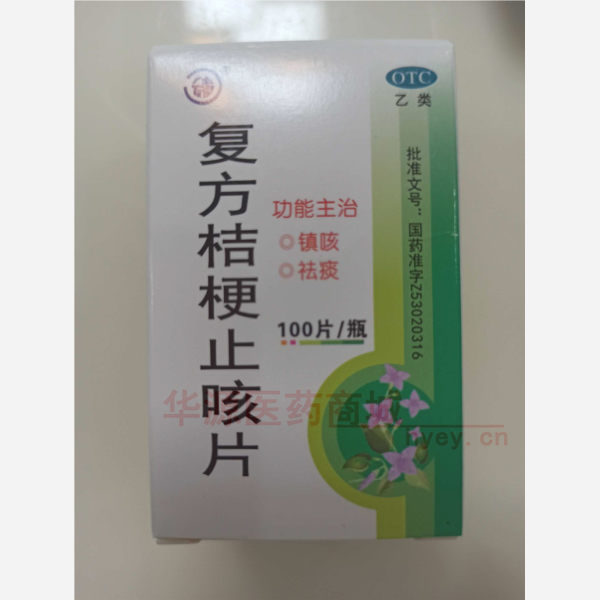 OTC
乙类
复方桔梗止咳片
功能主治
镇咳
祛痰
100片/瓶
批准文号：国药准字Z53020316
华源医药商城
hyey.cn